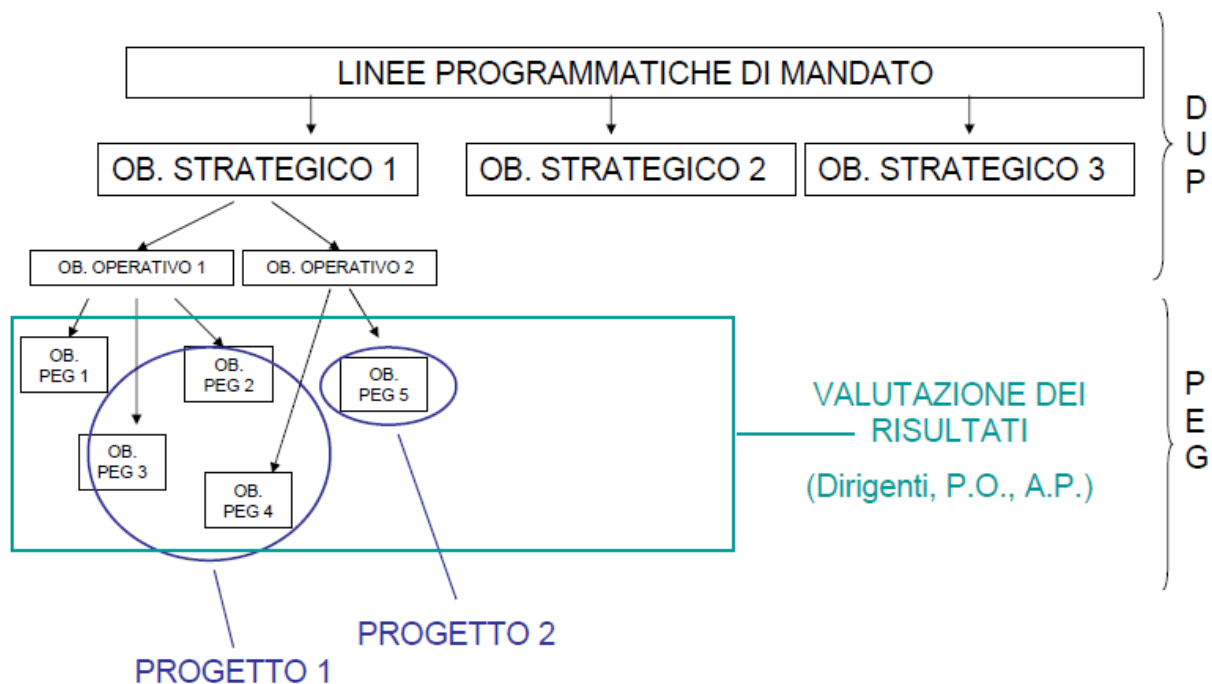 LINEE PROGRAMMATICHE DI MANDATO
D
U
P
OB. STRATEGICO 1
OB. STRATEGICO 2
OB. STRATEGICO 3
OB. OPERATIVO 1
OB. OPERATIVO 2
OB.
PEG 1
OB.
PEG 2
OB.
PEG 5
OB.
PEG 3
OB.
PEG 4
VALUTAZIONE DEI
RISULTATI
(Dirigenti, P.O., A.P.)
P
E
G
PROGETTO 2
PROGETTO 1